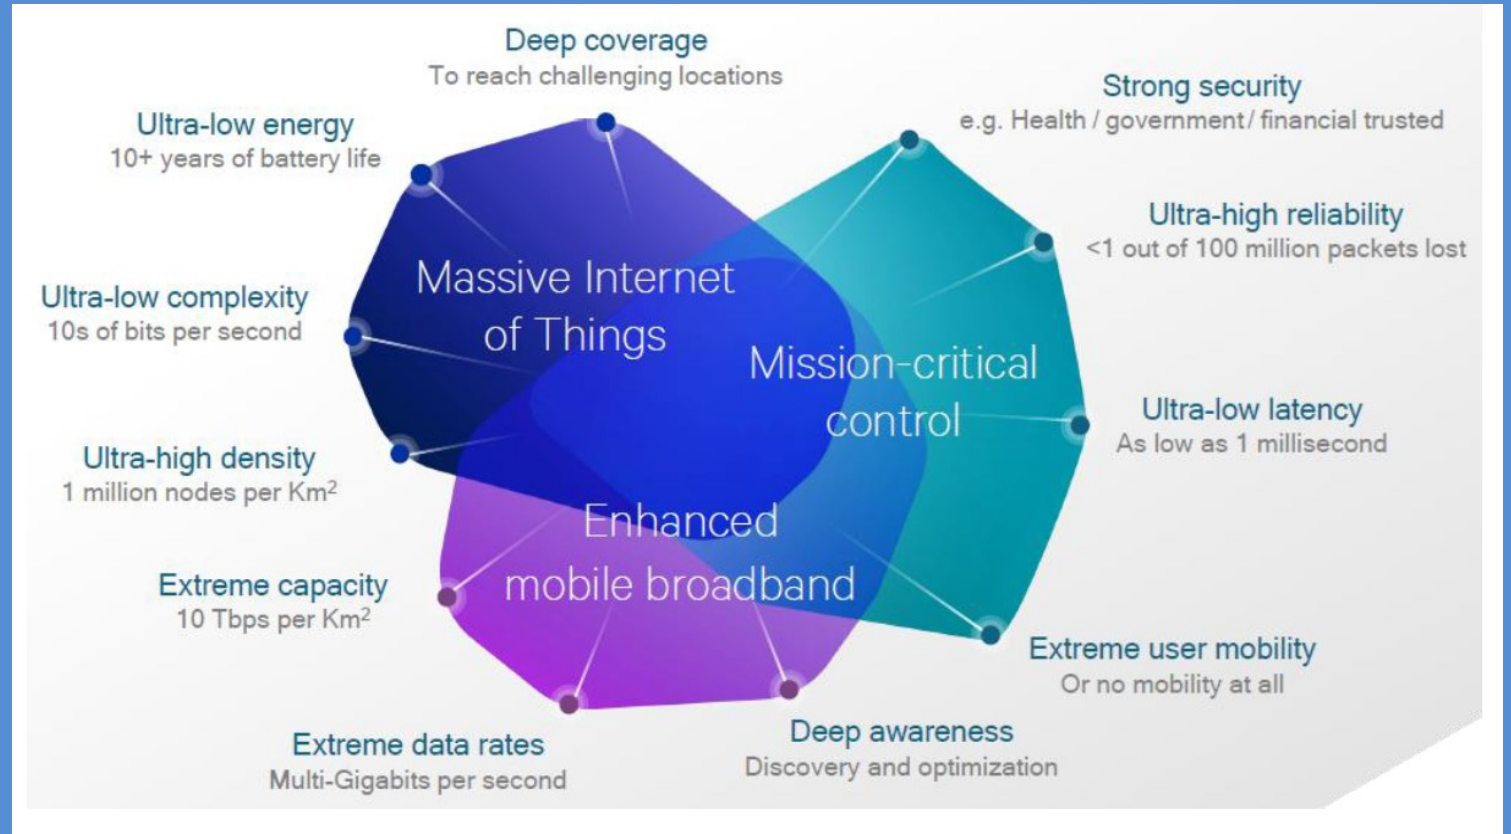 Deep coverage
To reach challenging locations
Strong security
e.g. Health / government / financial trusted
Ultra-low energy
10+ years of battery life
Ultra-high reliability
<1 out of 100 million packets lost
Massive Internet
of Things
Ultra-low complexity
10s of bits per second
Mission-critical
control
Ultra-low latency
As low as 1 millisecond
Ultra-high density
1 million nodes per Km²
Enhanced
mobile broadband
Extreme capacity
10 Tbps per Km²
Extreme user mobility
Or no mobility at all
Extreme data rates
Multi-Gigabits per second
Deep awareness
Discovery and optimization